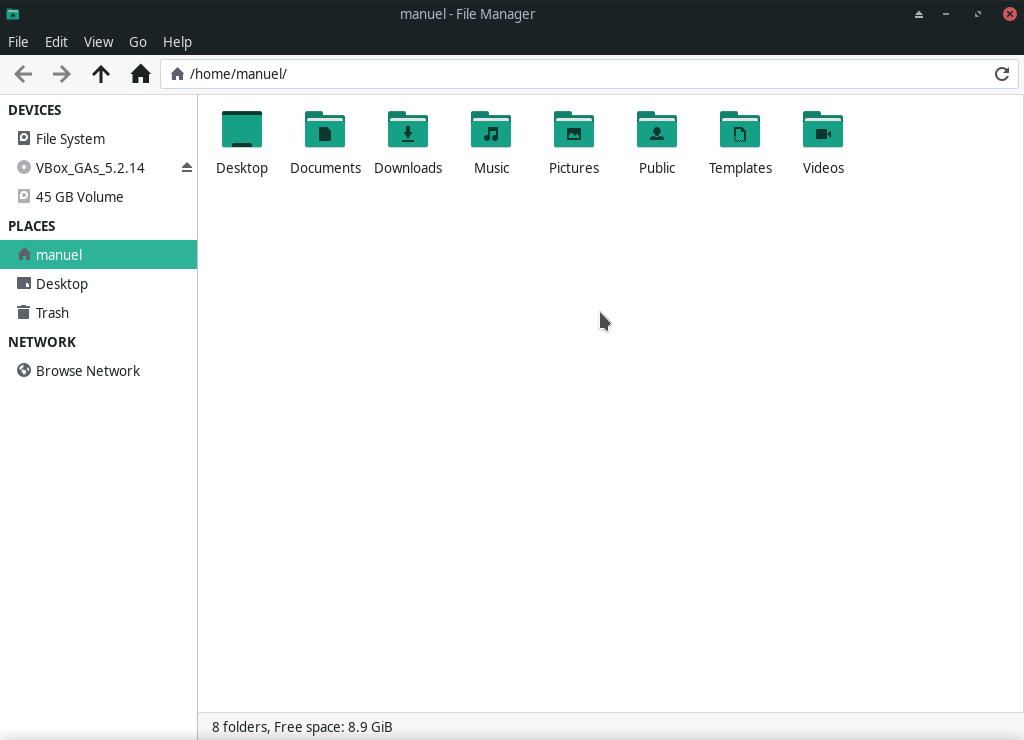 manuel - File Manager
File Edit View Go Help
/home/manuel/
DEVICES
File System
VBox_GAs_5.2.14
45 GB Volume
PLACES
manuel
Desktop
Trash
NETWORK
Browse Network
Desktop Documents Downloads Music Pictures Public Templates Videos
8 folders, Free space: 8.9 GiB